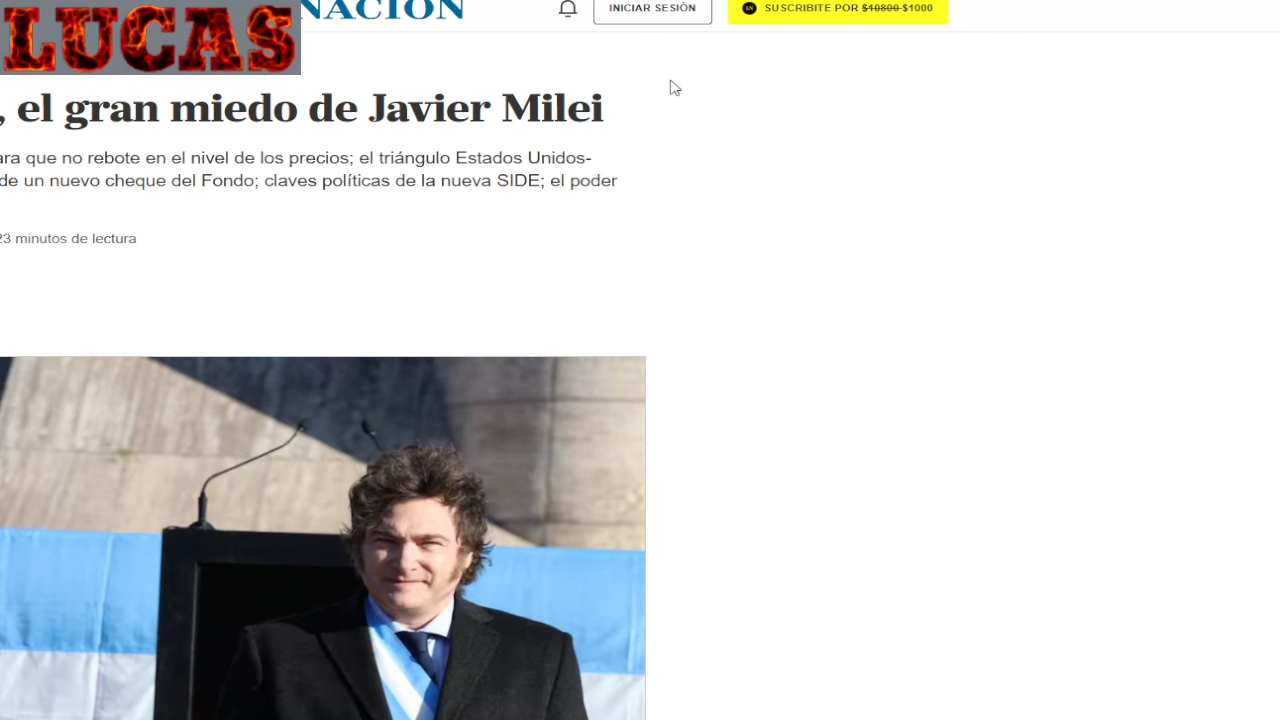 LUCAS
NACION
INICIAR SESIÓN
LN
SUSCRIBITE POR $10800 $1000
, el gran miedo de Javier Milei
ara que no rebote en el nivel de los precios; el triángulo Estados Unidos-
de un nuevo cheque del Fondo; claves políticas de la nueva SIDE; el poder
23 minutos de lectura